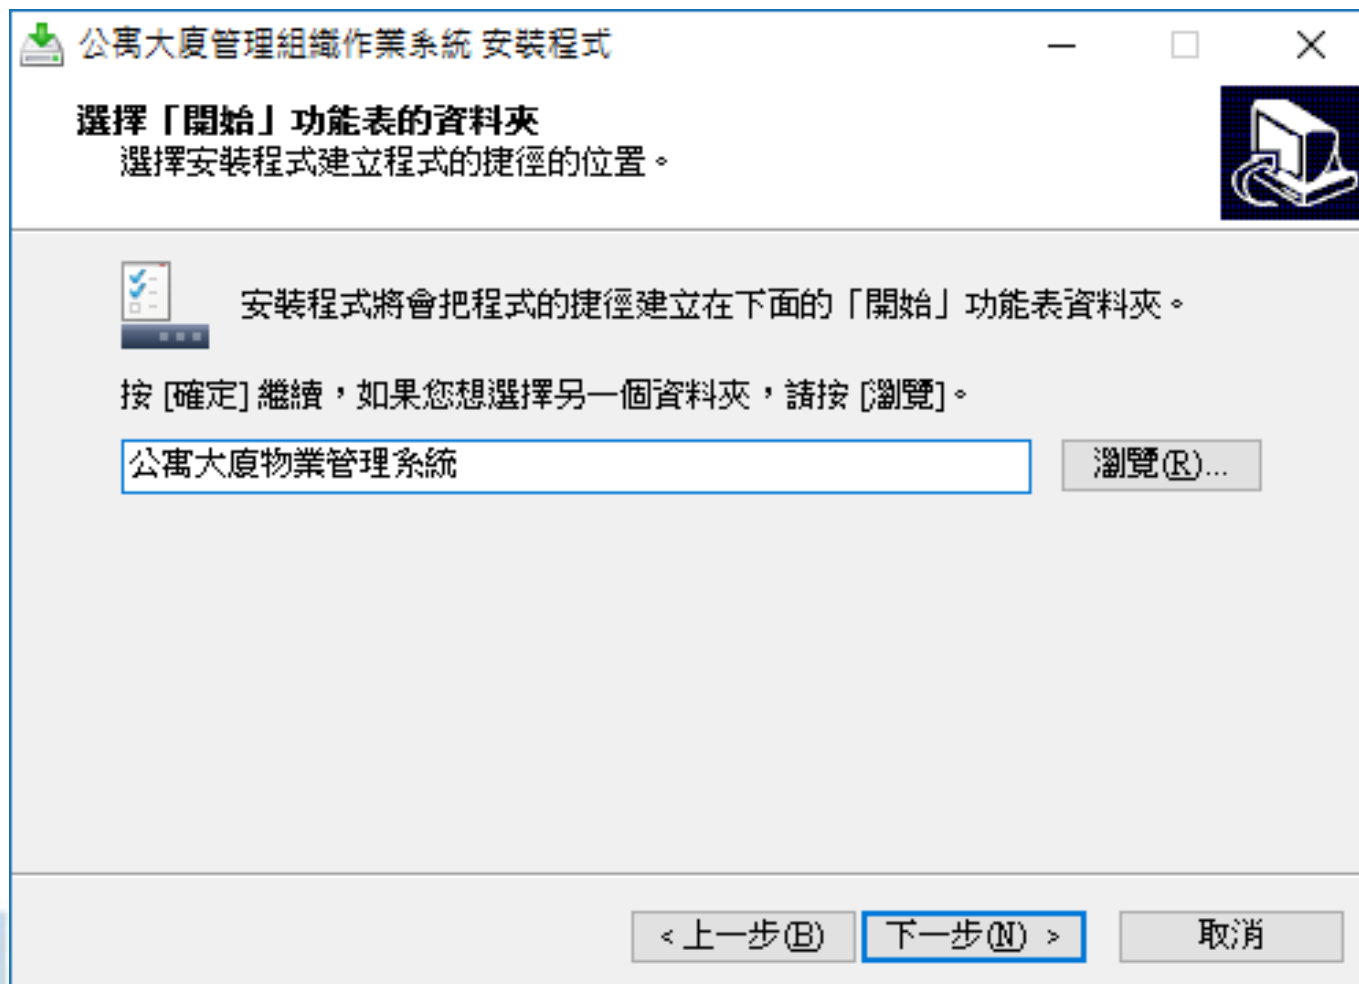 公寓大廈管理組織作業系統 安裝程式
選擇「開始」功能表的資料夾
選擇安裝程式建立程式的捷徑的位置。
安裝程式將會把程式的捷徑建立在下面的「開始」功能表資料夾。
按 [確定] 繼續，如果您想選擇另一個資料夾，請按 [瀏覽]。
公寓大廈物業管理系統
瀏覽(R)...
< 上一步(B)
下一步(N) >
取消